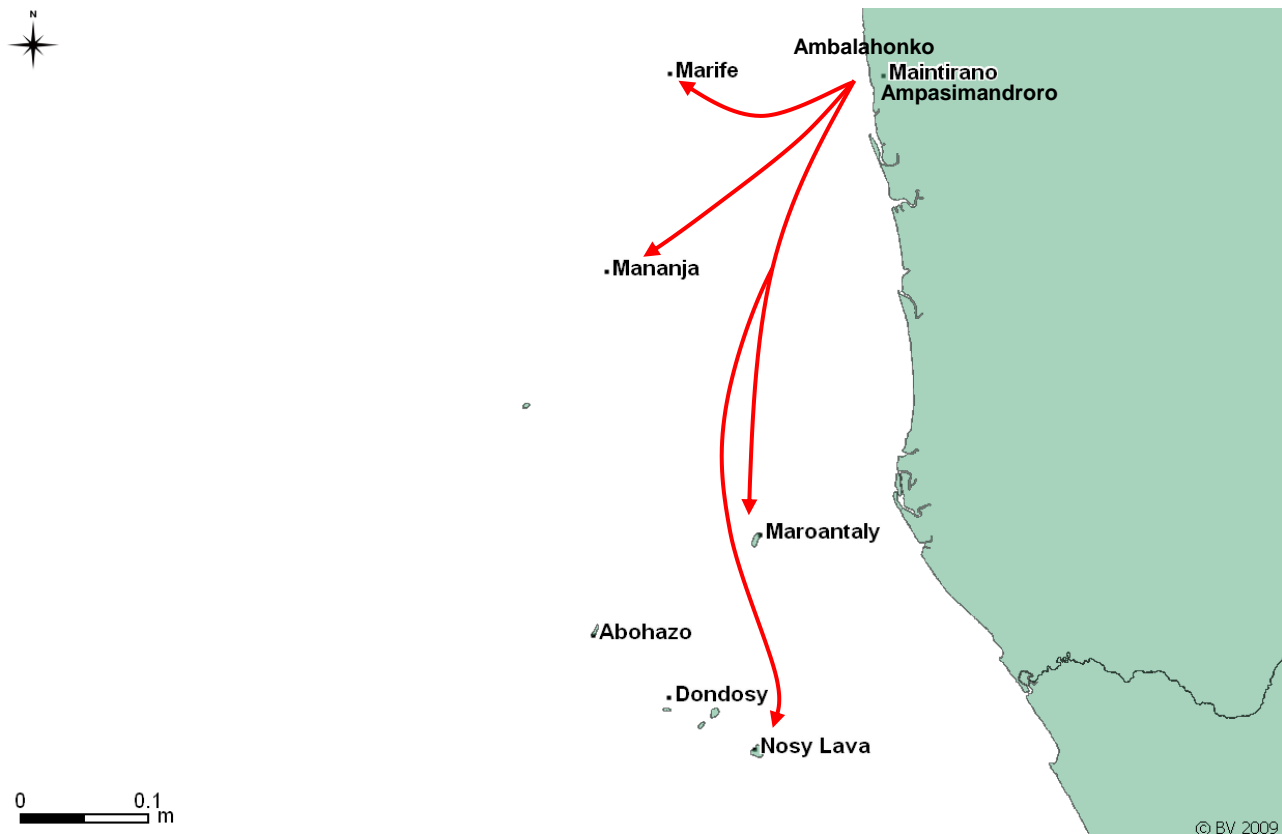 N
Ambalahonko
Marife
Maintirano
Ampasimandroro
Mananja
Maroantaly
Abohazo
Dondosy
Nosy Lava
0 0.1
m
© BV 2009